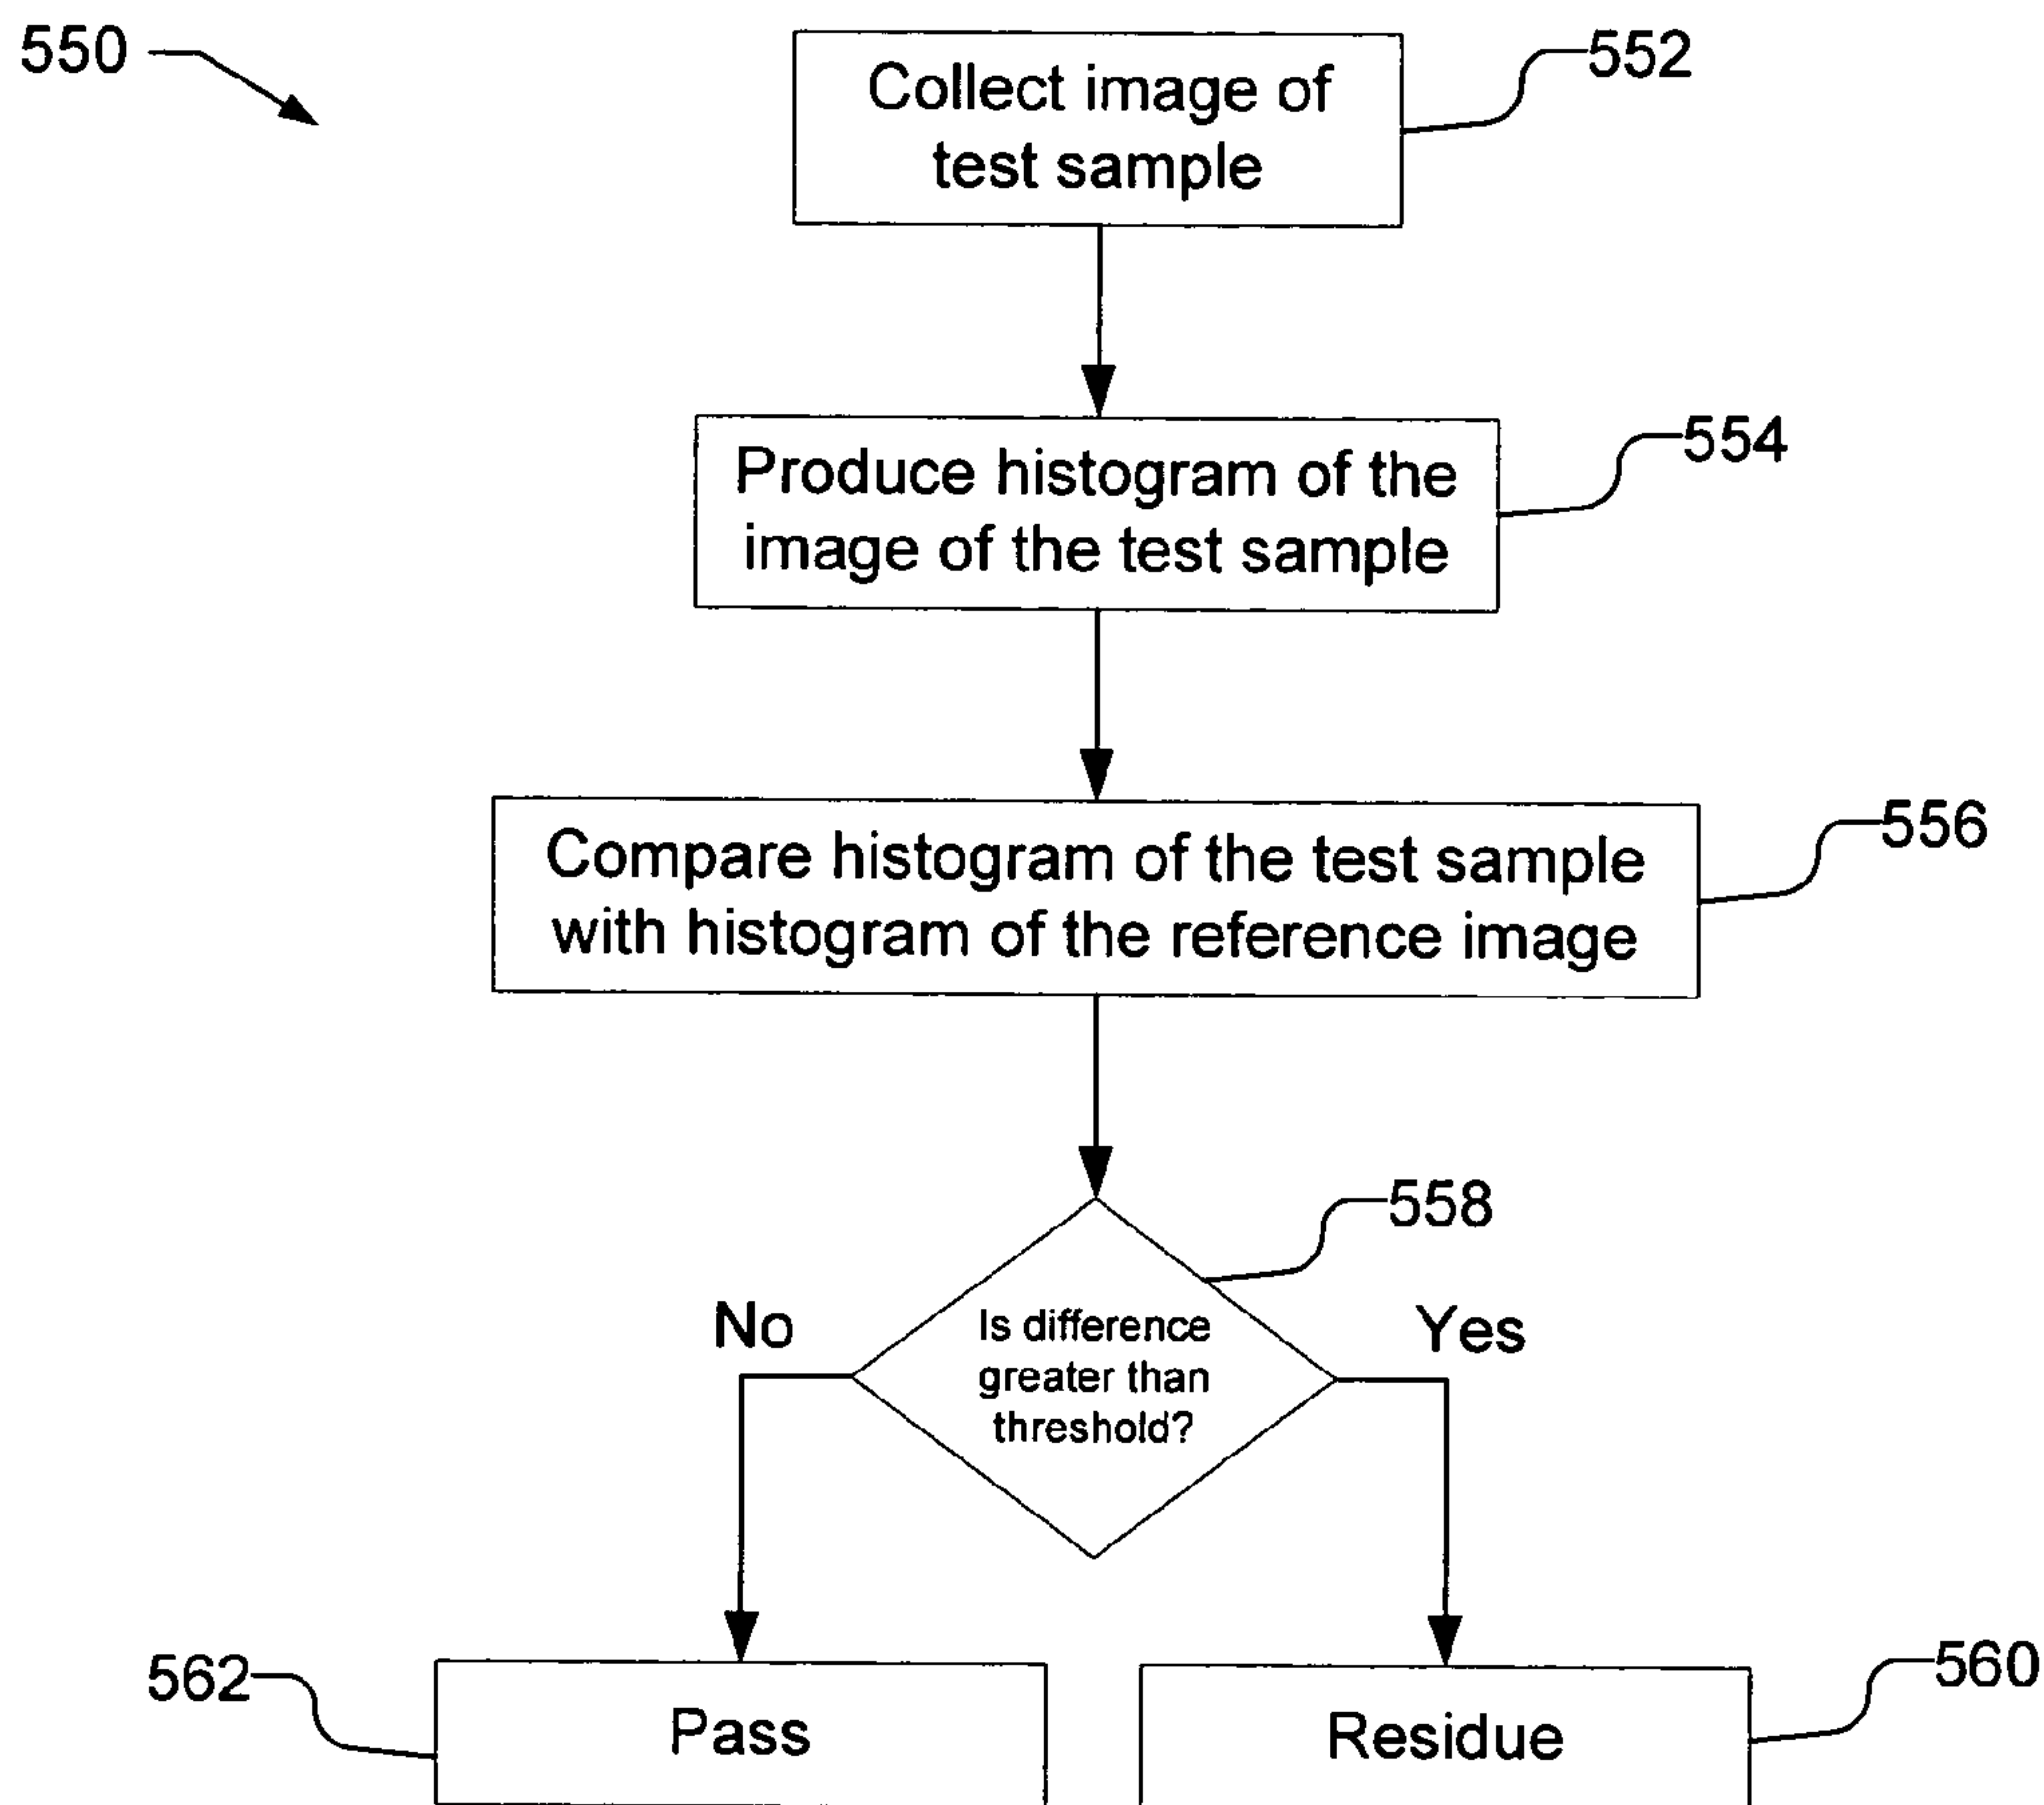 550
552
Collect image of
test sample
554
Produce histogram of the
image of the test sample
556
Compare histogram of the test sample
with histogram of the reference image
558
No
Yes
Is difference
greater than
threshold?
562
Pass
560
Residue